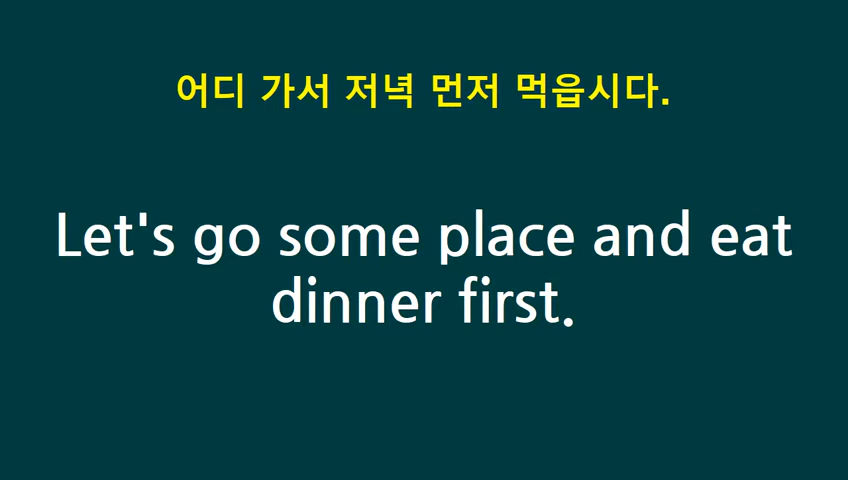 어디 가서 저녁 먼저 먹읍시다.
Let's go some place and eat
dinner first.